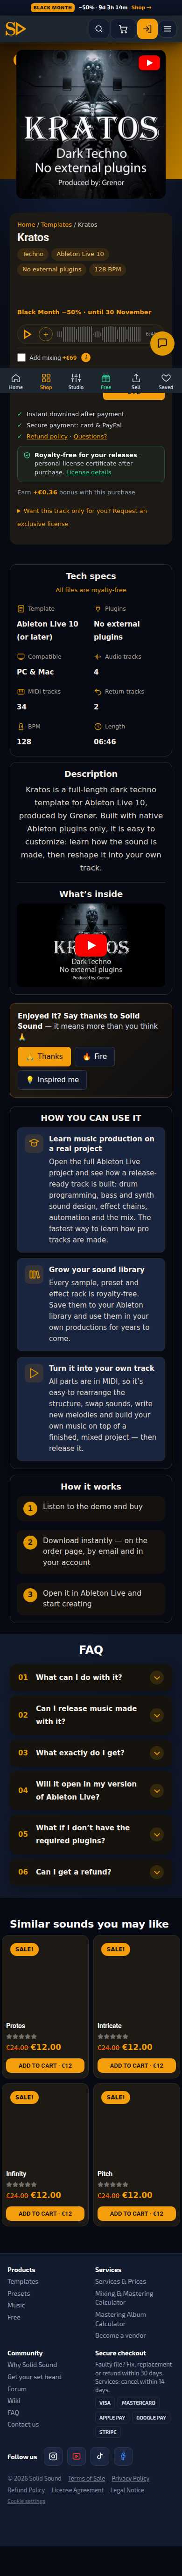 BLACK MONTH −50% · 9d 3h 14m Shop →
KRATOS
Dark Techno
No external plugins
Produced by: Grenor
Home / Templates / Kratos
Kratos
Techno Ableton Live 10
No external plugins 128 BPM
Black Month −50% · until 30 November
Add mixing +€69 i
Home Shop Studio Free Sell Saved
✓ Instant download after payment
✓ Secure payment: card & PayPal
✓ Refund policy · Questions?
Royalty-free for your releases ·
personal license certificate after
purchase. License details
Earn +€0.36 bonus with this purchase
▶ Want this track only for you? Request an
exclusive license
Tech specs
All files are royalty-free
Template Plugins
Ableton Live 10 No external
(or later) plugins
Compatible Audio tracks
PC & Mac 4
MIDI tracks Return tracks
34 2
BPM Length
128 06:46
Description
Kratos is a full-length dark techno
template for Ableton Live 10,
produced by Grenør. Built with native
Ableton plugins only, it is easy to
customize: learn how the sound is
made, then reshape it into your own
track.
What's inside
KRATOS
Dark Techno
No external plugins
Produced by: Grenor
Enjoyed it? Say thanks to Solid
Sound — it means more than you think
🙏
🙏 Thanks 🔥 Fire
💡 Inspired me
HOW YOU CAN USE IT
Learn music production on
a real project
Open the full Ableton Live
project and see how a release-
ready track is built: drum
programming, bass and synth
sound design, effect chains,
automation and the mix. The
fastest way to learn how pro
tracks are made.
Grow your sound library
Every sample, preset and
effect rack is royalty-free.
Save them to your Ableton
User Library and use them in
your productions for years to
come.
Turn it into your own track
All parts are in MIDI, so it's
easy to rearrange the
structure, swap sounds, write
new melodies and build your
own music on top of a
finished, mixed project — then
release it.
How it works
1 Listen to the demo and buy
2 Download instantly — on the
order page, by email and in
your account
3 Open it in Ableton Live and
start creating
FAQ
01 What can I do with it?
02 Can I release music made
with it?
03 What exactly do I get?
04 Will it open in my version
of Ableton Live?
05 What if I don't have the
required plugins?
06 Can I get a refund?
Similar sounds you may like
SALE! SALE!
Protos Intricate
€24.00 €12.00 €24.00 €12.00
ADD TO CART · €12 ADD TO CART · €12
SALE! SALE!
Infinity Pitch
€24.00 €12.00 €24.00 €12.00
ADD TO CART · €12 ADD TO CART · €12
Products
Templates
Presets
Music
Free
Services
Services & Prices
Mixing & Mastering
Calculator
Mastering Album
Calculator
Become a vendor
Community
Why Solid Sound
Get your set heard
Forum
Wiki
FAQ
Contact us
Secure checkout
Faulty file? Fix, replacement
or refund within 30 days.
Services: cancel within 14
days.
VISA MASTERCARD
APPLE PAY GOOGLE PAY
STRIPE
Follow us
© 2026 Solid Sound Terms of Sale Privacy Policy
Refund Policy License Agreement Legal Notice
Cookie settings